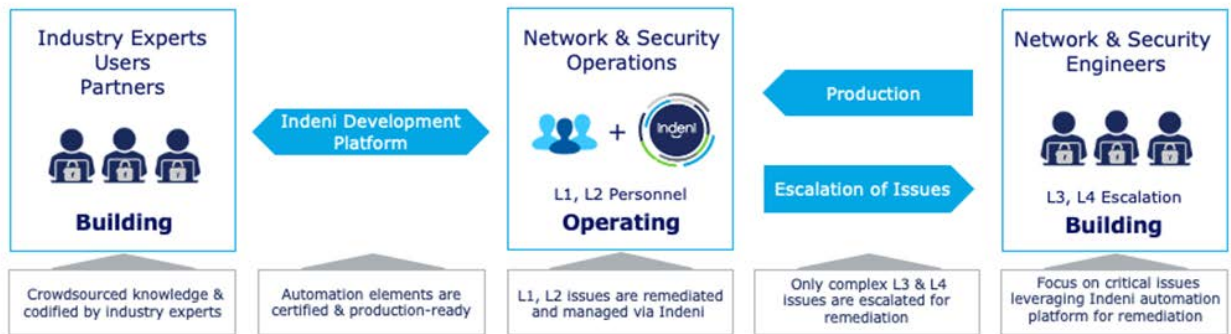 Industry Experts
Users
Partners
Building
Indeni Development
Platform
Network & Security
Operations
indeni
L1, L2 Personnel
Operating
Production
Escalation of Issues
Network & Security
Engineers
L3, L4 Escalation
Building
Crowdsourced knowledge &
codified by industry experts
Automation elements are
certified & production-ready
L1, L2 issues are remediated
and managed via Indeni
Only complex L3 & L4
issues are escalated for
remediation
Focus on critical issues
leveraging Indeni automation
platform for remediation